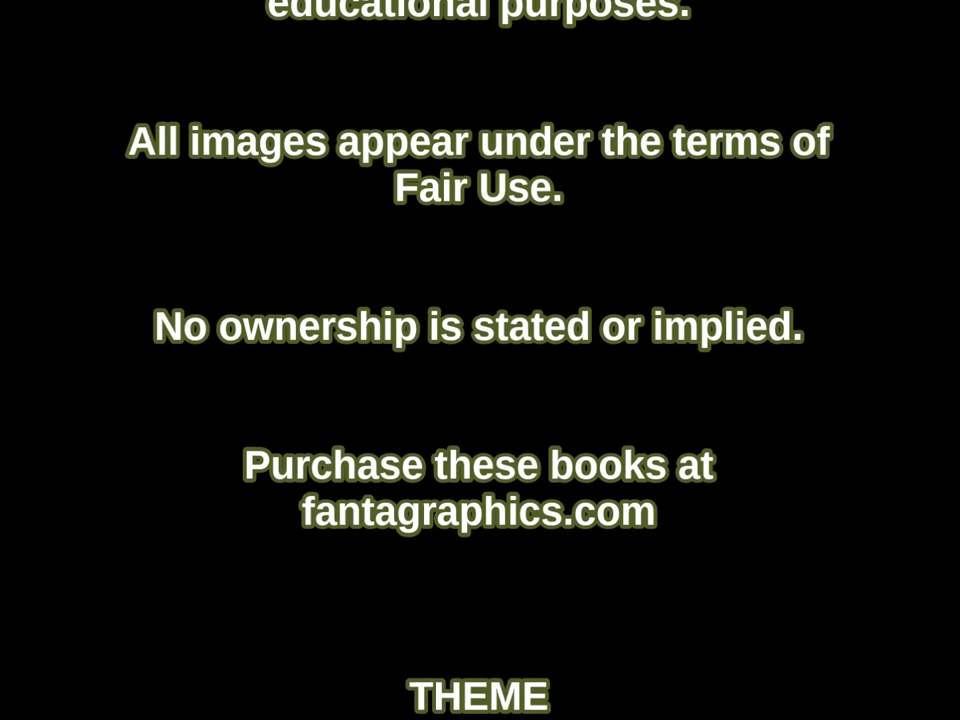 educational purposes.
All images appear under the terms of
Fair Use.
No ownership is stated or implied.
Purchase these books at
fantagraphics.com
THEME